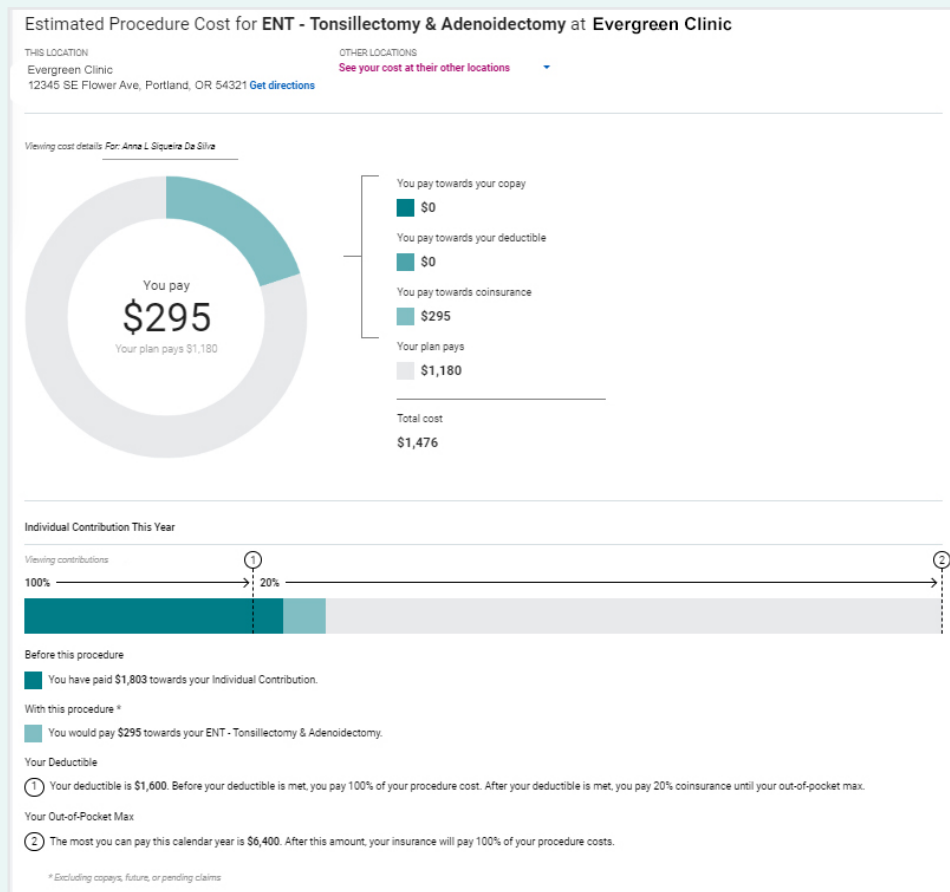 Estimated Procedure Cost for ENT - Tonsillectomy & Adenoidectomy at Evergreen Clinic
THIS LOCATION
Evergreen Clinic
12345 SE Flower Ave, Portland, OR 54321 Get directions
OTHER LOCATIONS
See your cost at their other locations
Viewing cost details For: Anna L Siqueira Da Silva
You pay
$295
Your plan pays $1,180
You pay towards your copay
$0
You pay towards your deductible
$0
You pay towards coinsurance
$295
Your plan pays
$1,180
Total cost
$1,476
Individual Contribution This Year
Viewing contributions
1
2
100%
20%
Before this procedure
You have paid $1,803 towards your Individual Contribution.
With this procedure *
You would pay $295 towards your ENT - Tonsillectomy & Adenoidectomy.
Your Deductible
1 Your deductible is $1,600. Before your deductible is met, you pay 100% of your procedure cost. After your deductible is met, you pay 20% coinsurance until your out-of-pocket max.
Your Out-of-Pocket Max
2 The most you can pay this calendar year is $6,400. After this amount, your insurance will pay 100% of your procedure costs.
* Excluding copays, future, or pending claims